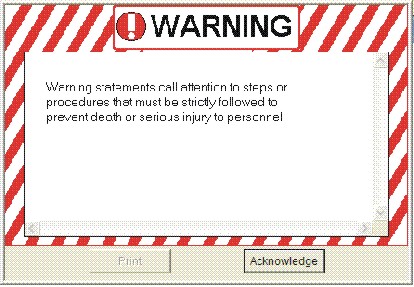 WARNING
Warning statements call attention to steps or
procedures that must be strictly followed to
prevent death or serious injury to personnel
Print
Acknowledge